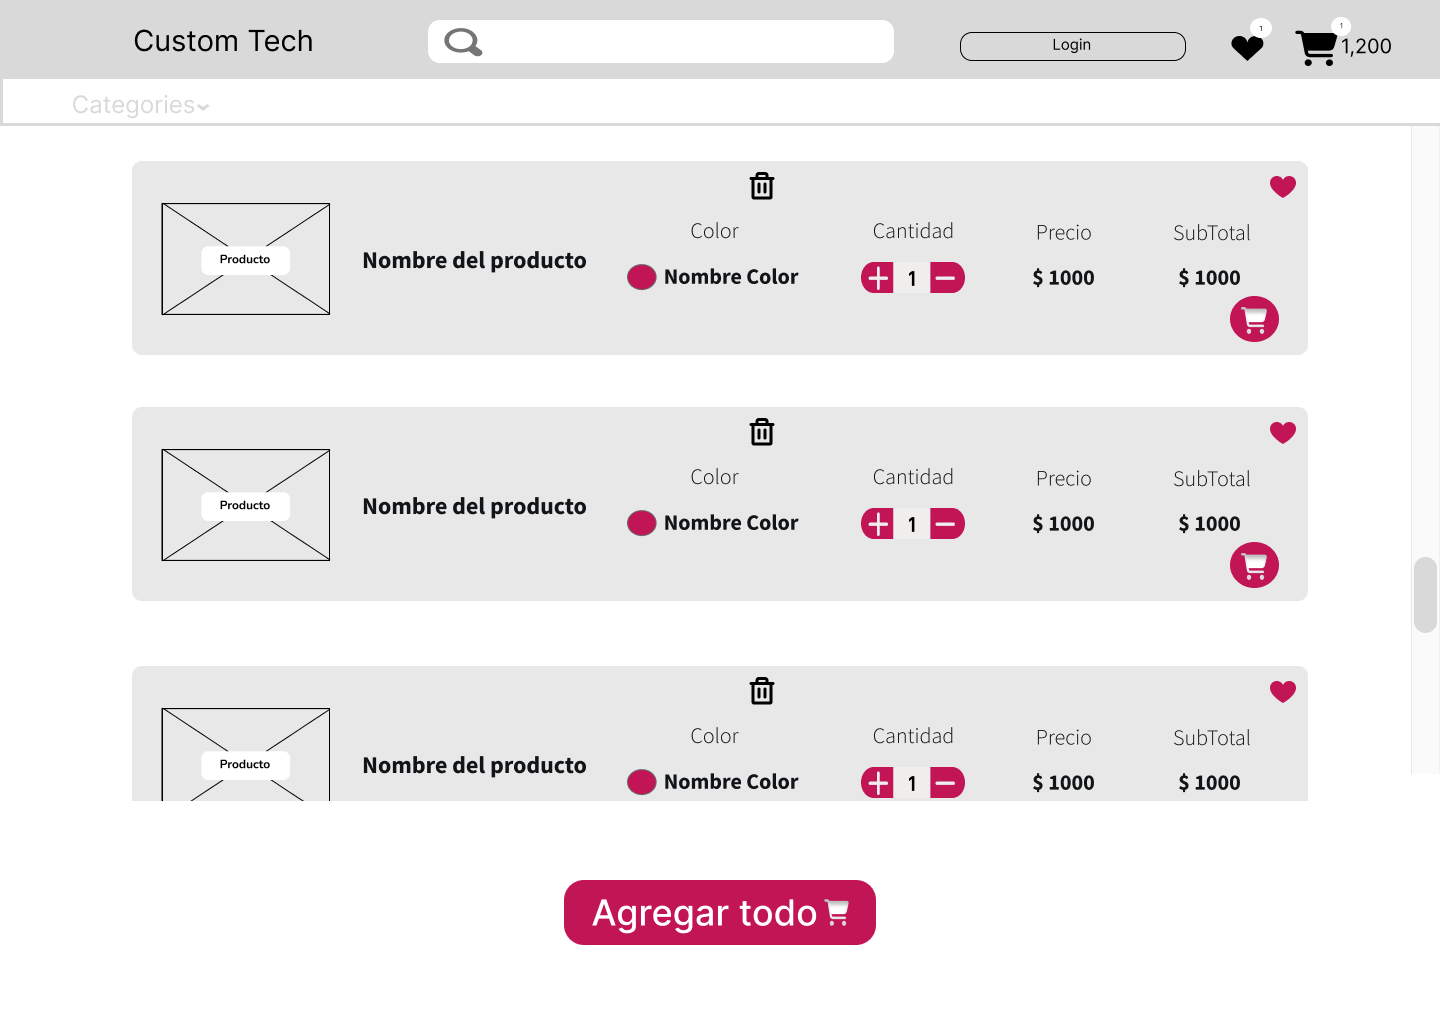 Custom Tech
Login
1
1
1,200
Categories
Color
Cantidad
Precio
SubTotal
Producto
Nombre del producto
Nombre Color
1
$ 1000
$ 1000
Color
Cantidad
Precio
SubTotal
Producto
Nombre del producto
Nombre Color
1
$ 1000
$ 1000
Color
Cantidad
Precio
SubTotal
Producto
Nombre del producto
Nombre Color
1
$ 1000
$ 1000
Agregar todo